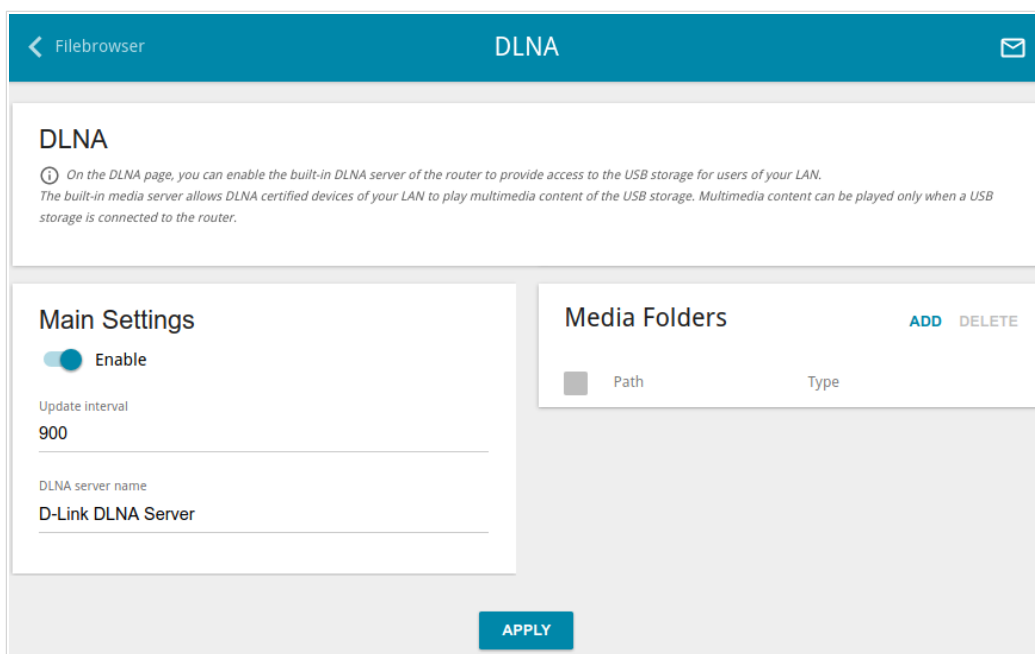 Filebrowser
DLNA
DLNA
On the DLNA page, you can enable the built-in DLNA server of the router to provide access to the USB storage for users of your LAN.
The built-in media server allows DLNA certified devices of your LAN to play multimedia content of the USB storage. Multimedia content can be played only when a USB
storage is connected to the router.
Main Settings
Enable
Update interval
900
DLNA server name
D-Link DLNA Server
Media Folders
ADD DELETE
Path Type
APPLY